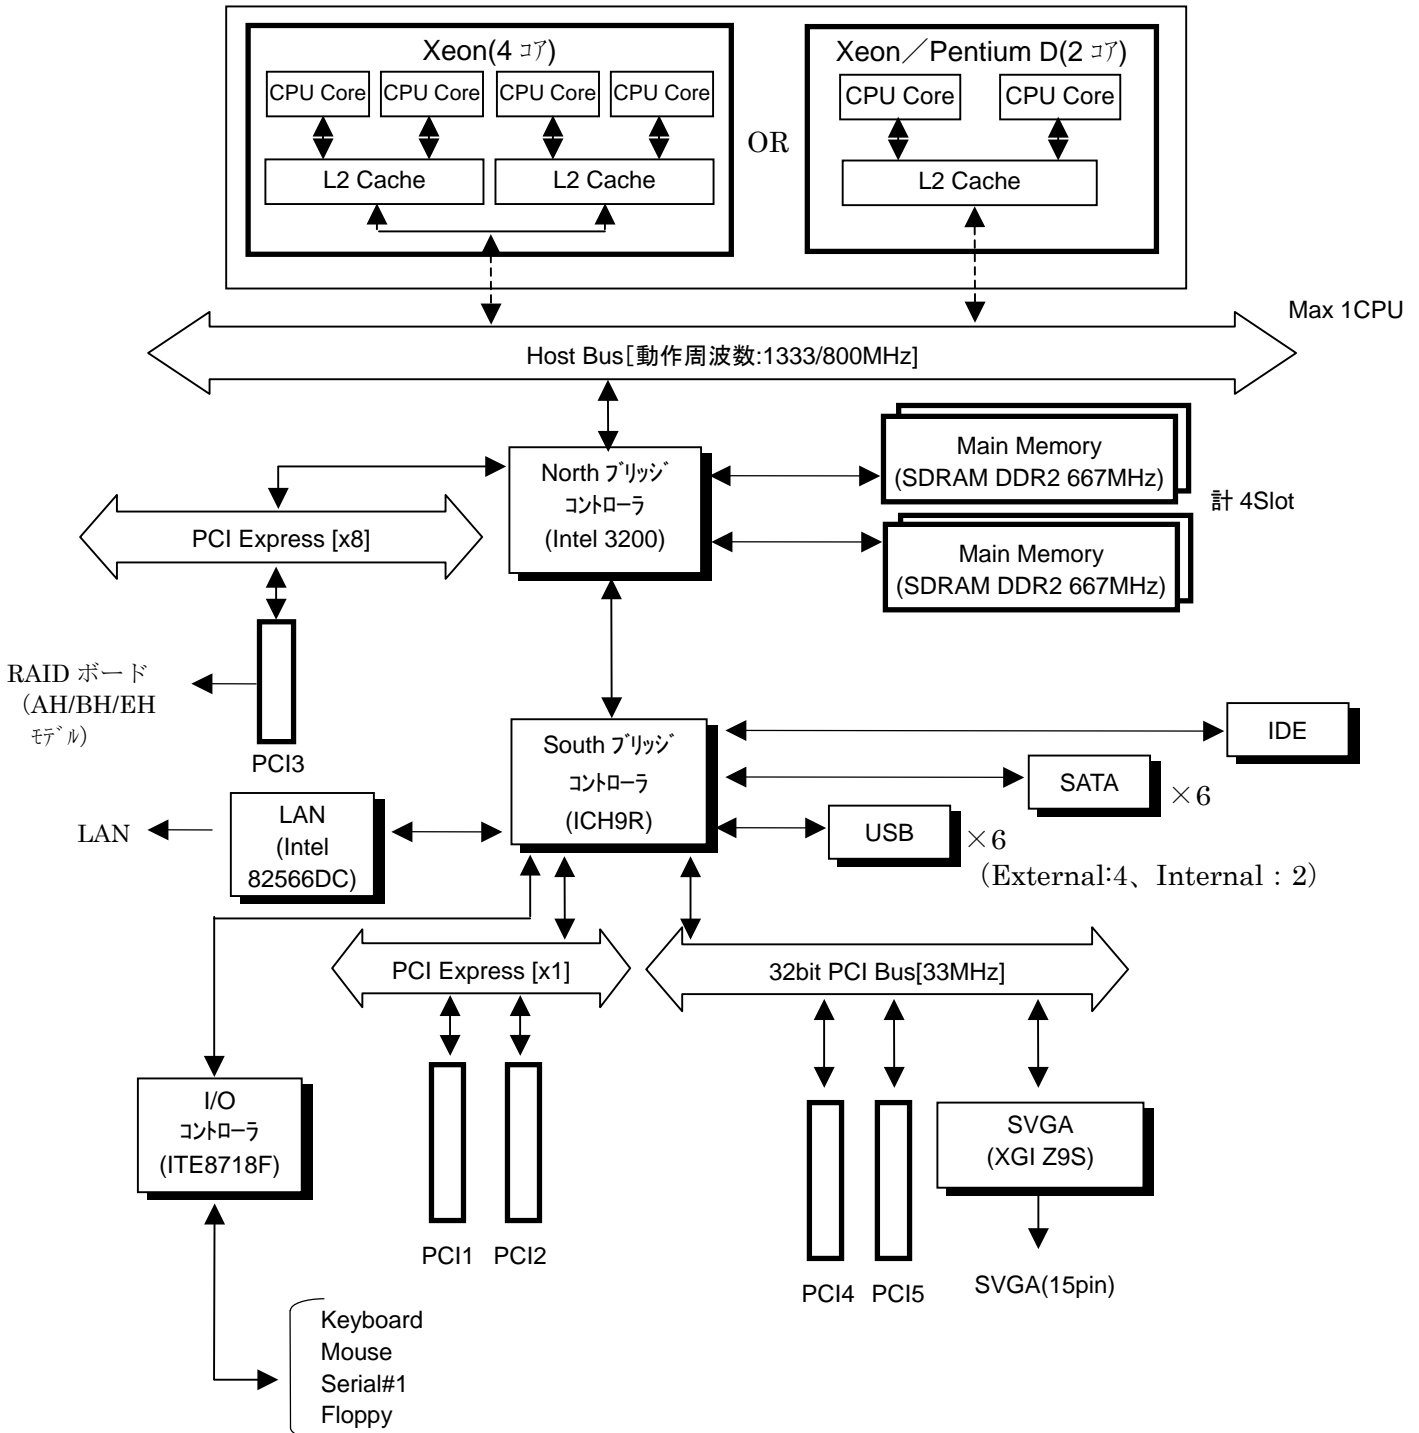 Xeon(4 ｺｱ)
CPU Core
CPU Core
CPU Core
CPU Core
L2 Cache
L2 Cache
OR
Xeon／Pentium D(2 ｺｱ)
CPU Core
CPU Core
L2 Cache
Max 1CPU
Host Bus[動作周波数:1333/800MHz]
North ﾌﾞﾘｯｼﾞ
ｺﾝﾄﾛｰﾗ
(Intel 3200)
Main Memory
(SDRAM DDR2 667MHz)
計 4Slot
Main Memory
(SDRAM DDR2 667MHz)
PCI Express [x8]
RAID ボード
（AH/BH/EH
ﾓﾃﾞﾙ)
PCI3
South ﾌﾞﾘｯｼﾞ
ｺﾝﾄﾛｰﾗ
(ICH9R)
IDE
SATA
×6
USB
×6
（External:4、Internal：2）
LAN
LAN
(Intel
82566DC)
PCI Express [x1]
32bit PCI Bus[33MHz]
I/O
ｺﾝﾄﾛｰﾗ
(ITE8718F)
PCI1
PCI2
PCI4
PCI5
SVGA
(XGI Z9S)
SVGA(15pin)
Keyboard
Mouse
Serial#1
Floppy